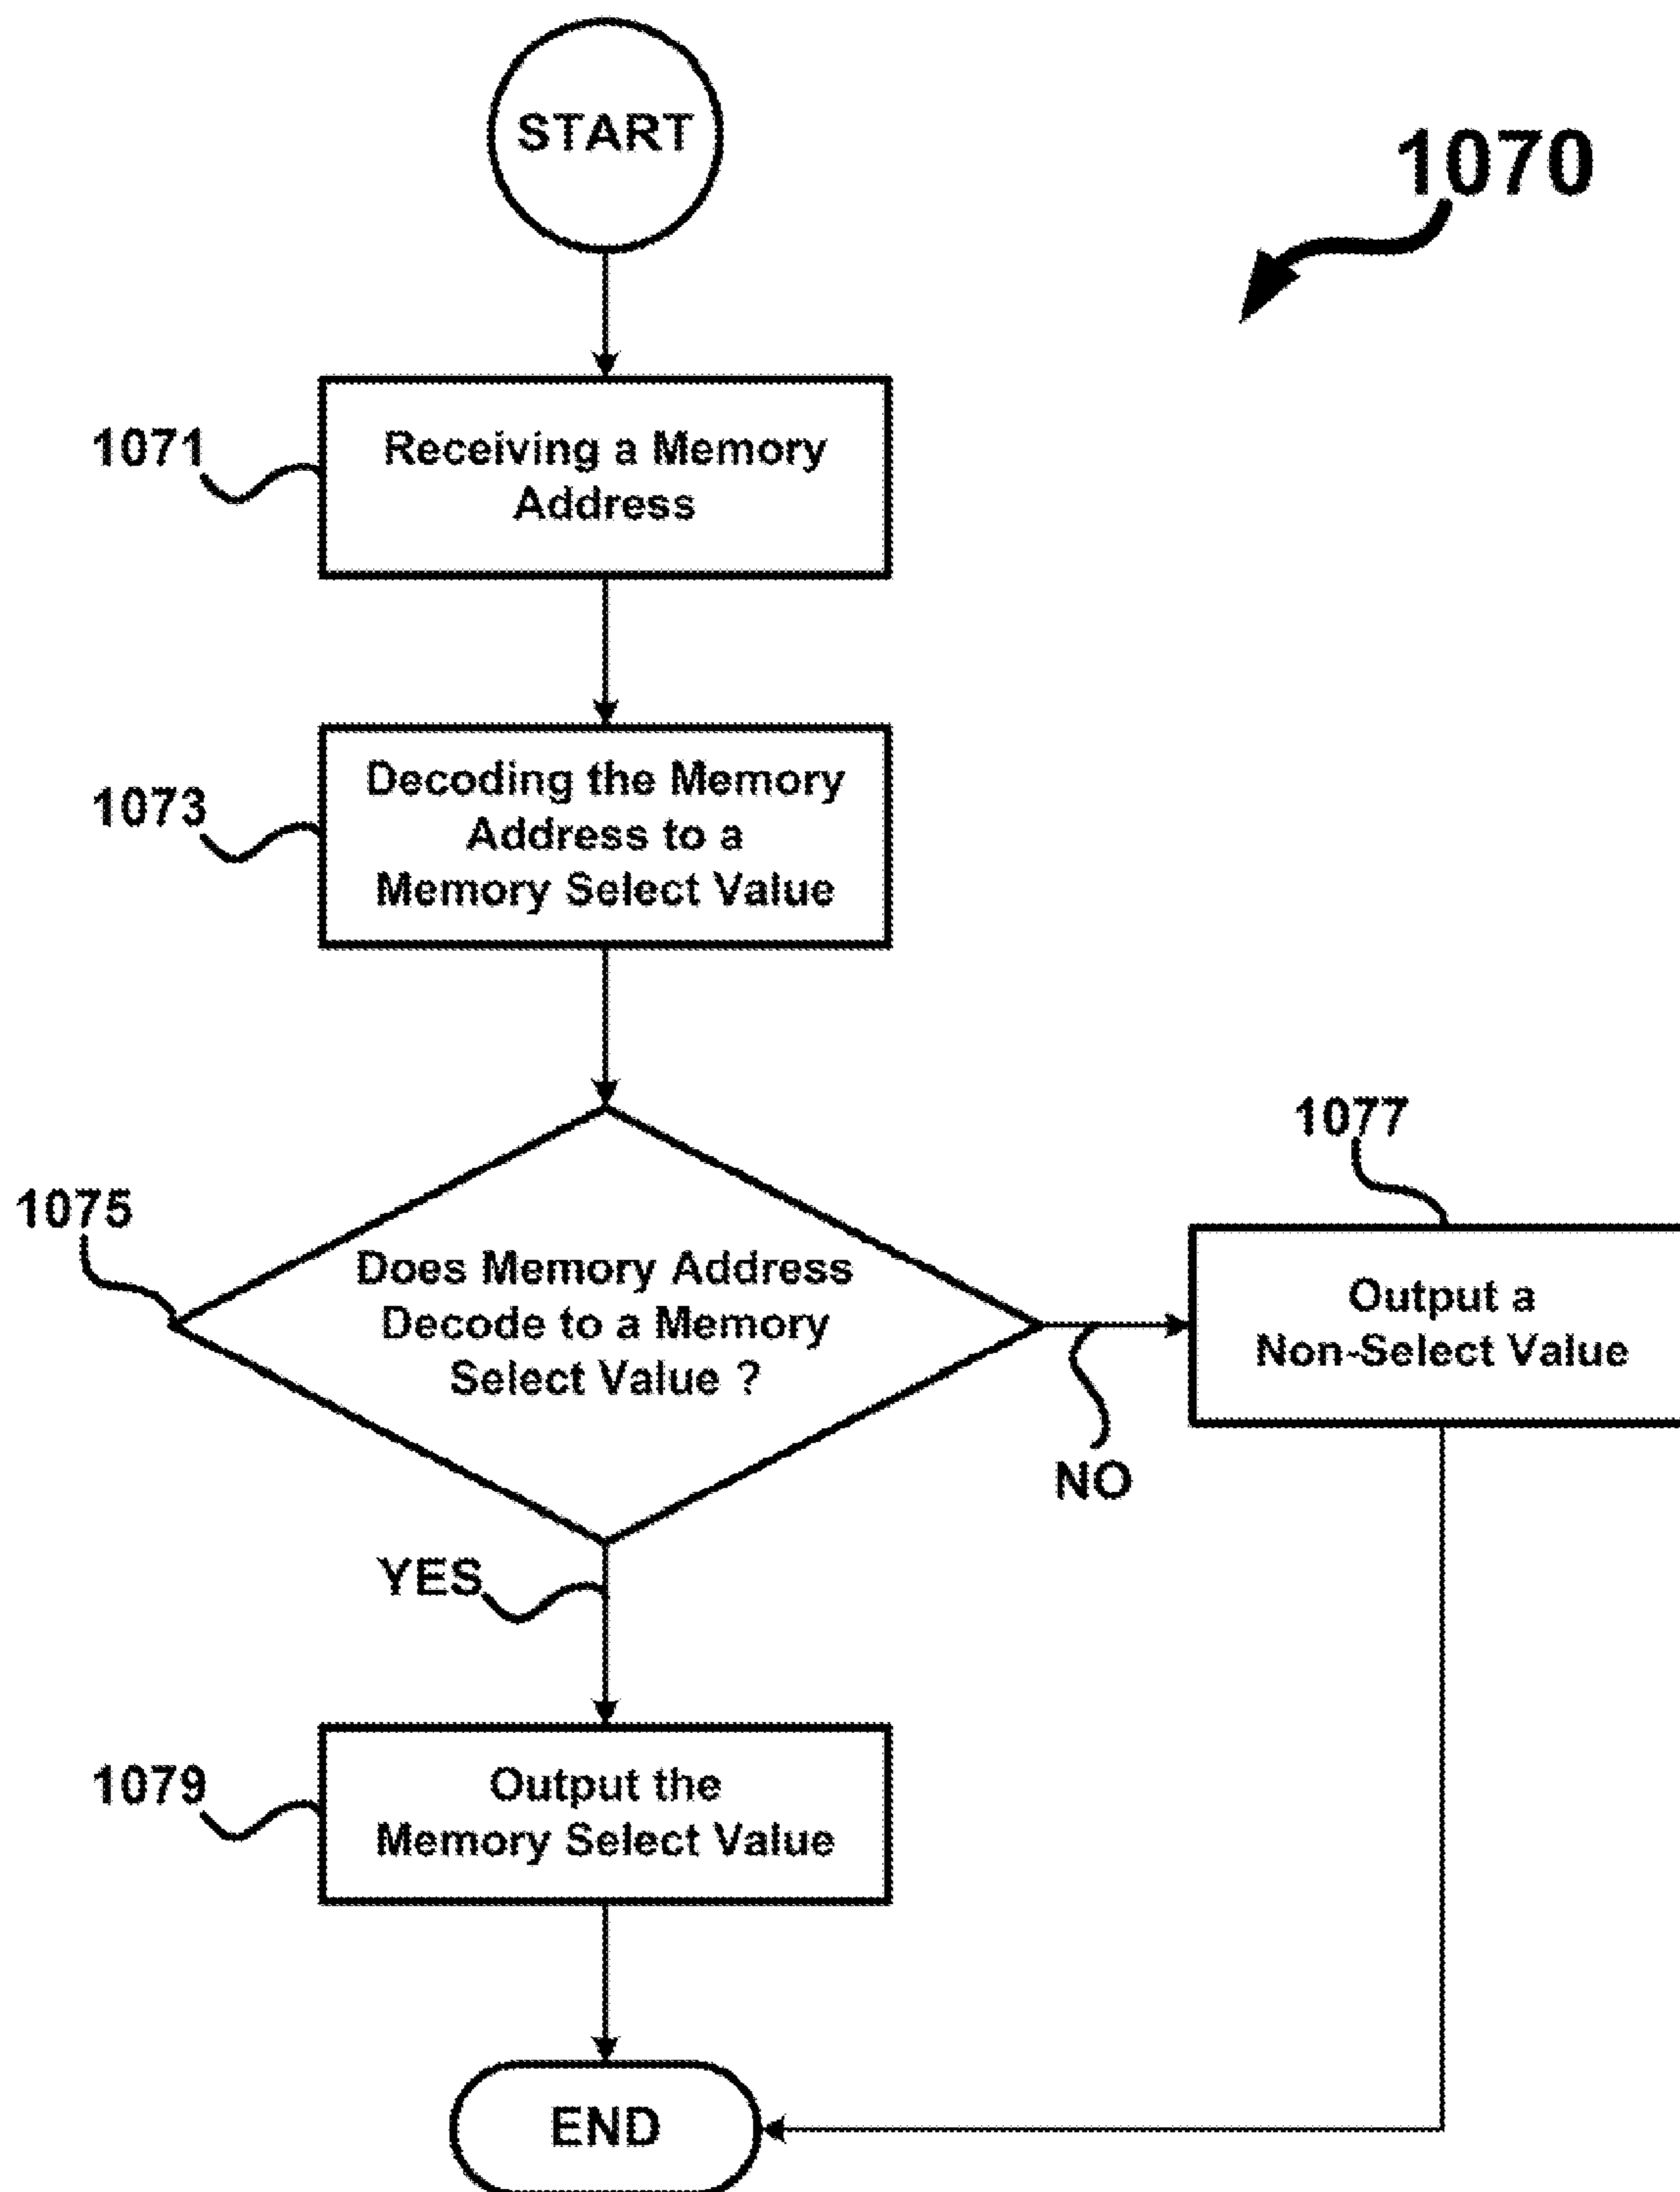 START
1070
1071
Receiving a Memory
Address
1073
Decoding the Memory
Address to a
Memory Select Value
1075
Does Memory Address
Decode to a Memory
Select Value ?
NO
1077
Output a
Non-Select Value
YES
1079
Output the
Memory Select Value
END